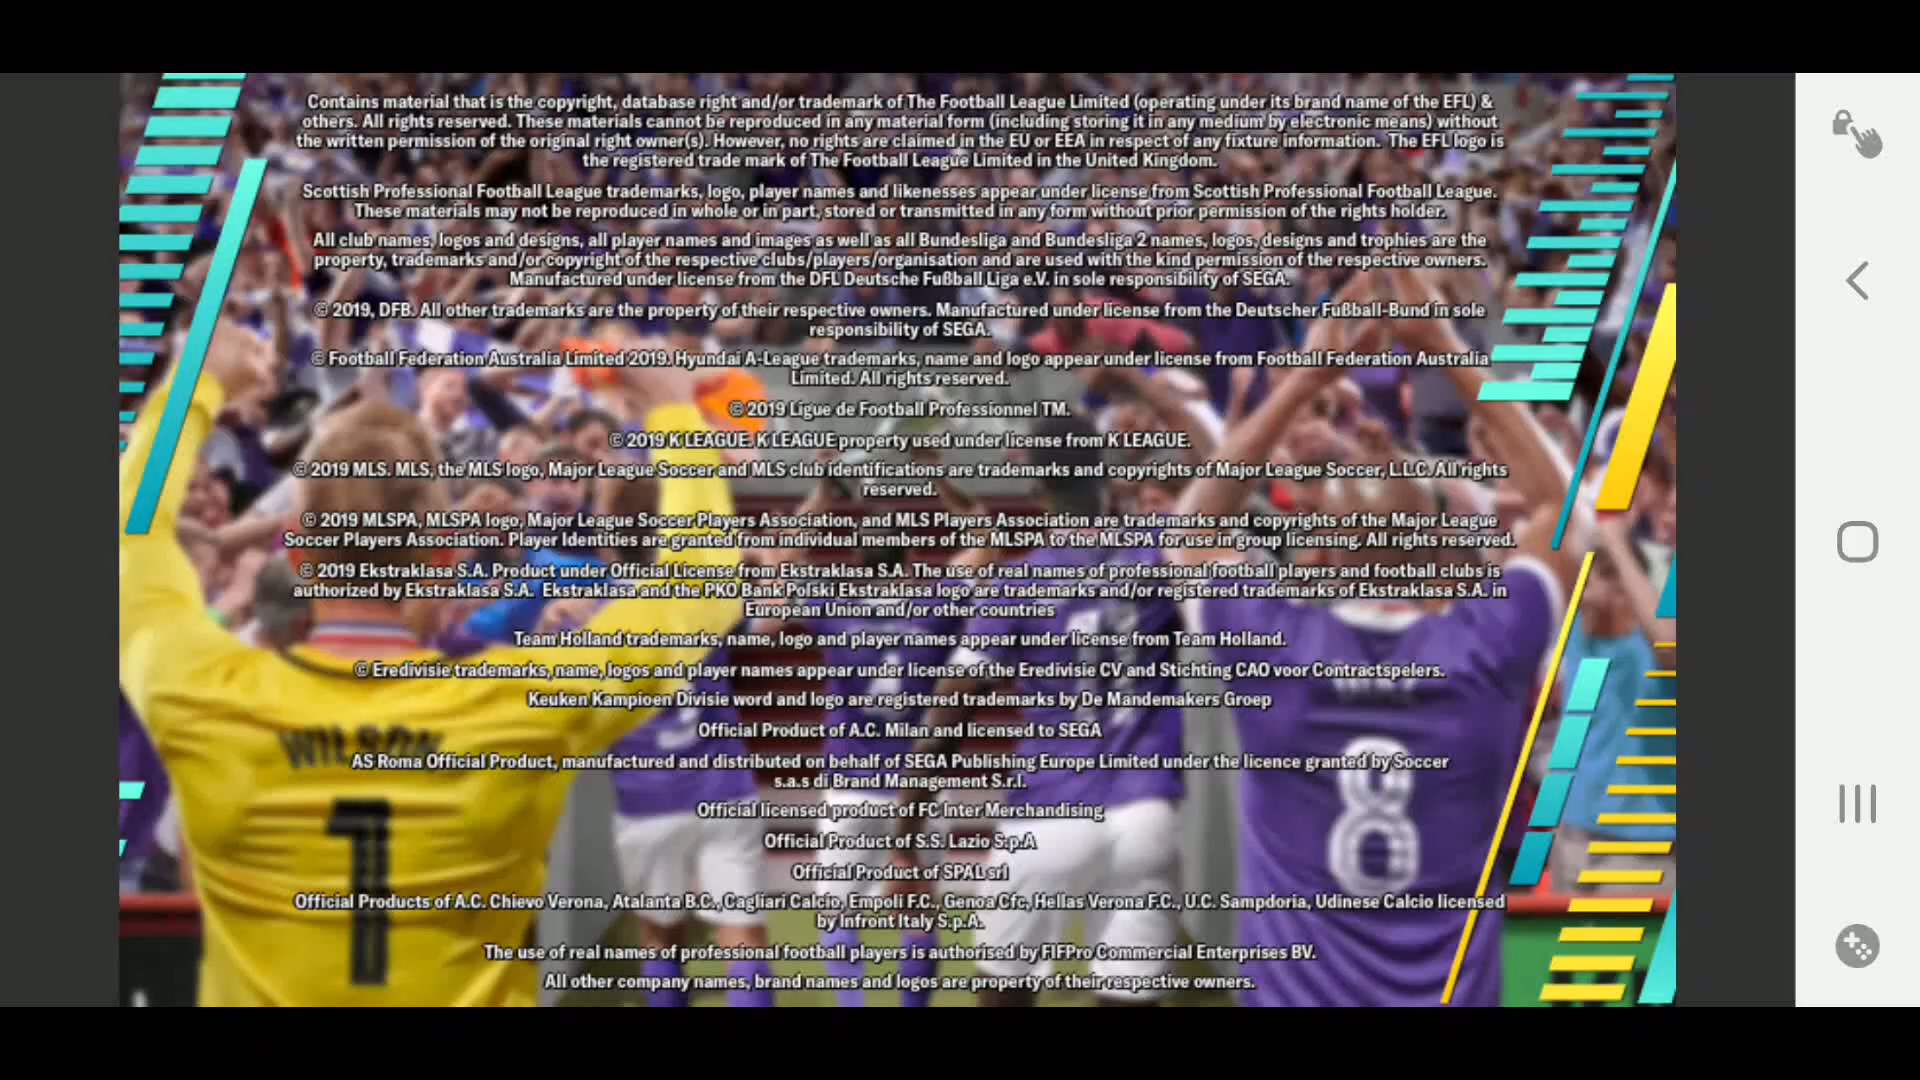 Contains material that is the copyright, database right and/or trademark of The Football League Limited (operating under its brand name of the EFL) &
others. All rights reserved. These materials cannot be reproduced in any material form (including storing it in any medium by electronic means) without
the written permission of the original right owner(s). However, no rights are claimed in the EU or EEA in respect of any fixture information. The EFL logo is
the registered trade mark of The Football League Limited in the United Kingdom.
Scottish Professional Football League trademarks, logo, player names and likenesses appear under license from Scottish Professional Football League.
These materials may not be reproduced in whole or in part, stored or transmitted in any form without prior permission of the rights holder.
All club names, logos and designs, all player names and images as well as all Bundesliga and Bundesliga 2 names, logos, designs and trophies are the
property, trademarks and/or copyright of the respective clubs/players/organisation and are used with the kind permission of the respective owners.
Manufactured under license from the DFL Deutsche Fußball Liga e.V. in sole responsibility of SEGA.
© 2019, DFB. All other trademarks are the property of their respective owners. Manufactured under license from the Deutscher Fußball-Bund in sole
responsibility of SEGA.
© Football Federation Australia Limited 2019. Hyundai A-League trademarks, name and logo appear under license from Football Federation Australia
Limited. All rights reserved.
© 2019 Ligue de Football Professionnel TM.
© 2019 K LEAGUE. K LEAGUE property used under license from K LEAGUE.
© 2019 MLS. MLS, the MLS logo, Major League Soccer and MLS club identifications are trademarks and copyrights of Major League Soccer, L.L.C. All rights
reserved.
© 2019 MLSPA, MLSPA logo, Major League Soccer Players Association, and MLS Players Association are trademarks and copyrights of the Major League
Soccer Players Association. Player Identities are granted from individual members of the MLSPA to the MLSPA for use in group licensing. All rights reserved.
© 2019 Ekstraklasa S.A. Product under Official License from Ekstraklasa S.A. The use of real names of professional football players and football clubs is
authorized by Ekstraklasa S.A. Ekstraklasa and the PKO Bank Polski Ekstraklasa logo are trademarks and/or registered trademarks of Ekstraklasa S.A. in
European Union and/or other countries
Team Holland trademarks, name, logo and player names appear under license from Team Holland.
© Eredivisie trademarks, name, logos and player names appear under license of the Eredivisie CV and Stichting CAO voor Contractspelers.
Keuken Kampioen Divisie word and logo are registered trademarks by De Mandemakers Groep
Official Product of A.C. Milan and licensed to SEGA
AS Roma Official Product, manufactured and distributed on behalf of SEGA Publishing Europe Limited under the licence granted by Soccer
s.a.s di Brand Management S.r.l.
Official licensed product of FC Inter Merchandising
Official Product of S.S. Lazio S.p.A
Official Product of SPAL srl
Official Products of A.C. Chievo Verona, Atalanta B.C., Cagliari Calcio, Empoli F.C., Genoa Cfc, Hellas Verona F.C., U.C. Sampdoria, Udinese Calcio licensed
by Infront Italy S.p.A.
The use of real names of professional football players is authorised by FIFPro Commercial Enterprises BV.
All other company names, brand names and logos are property of their respective owners.
WILSON
1
8